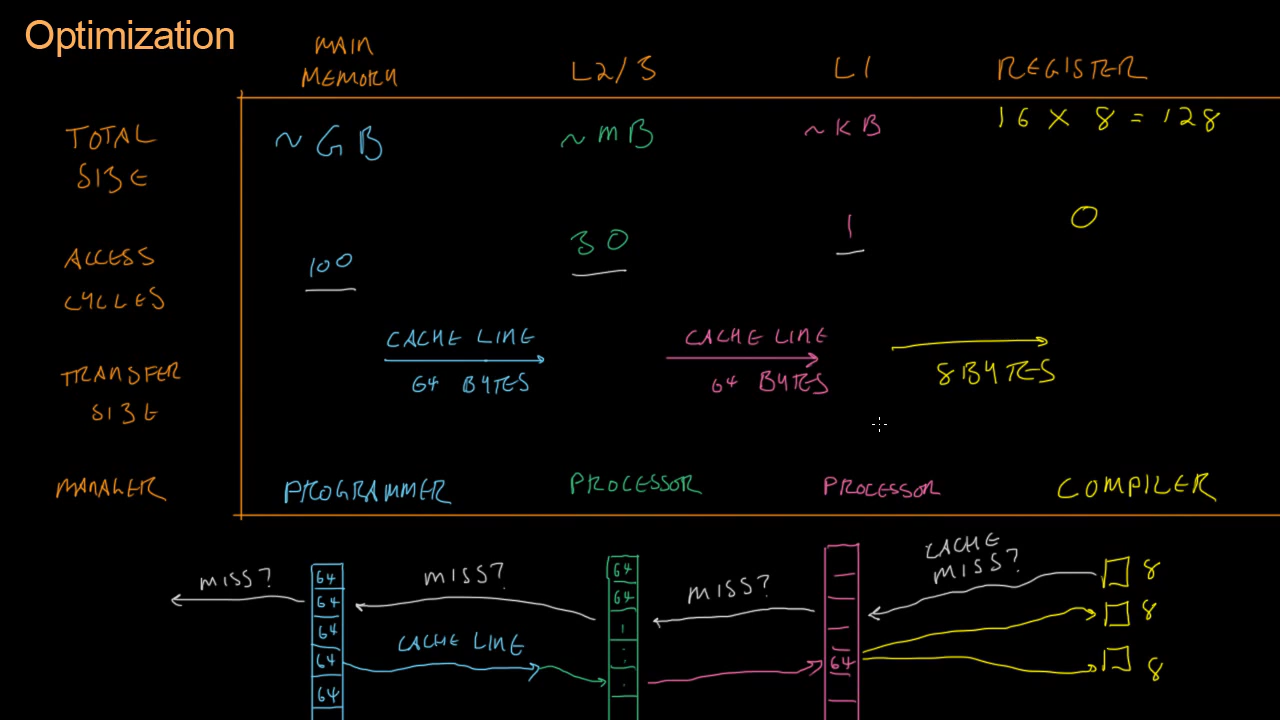 Optimization
MAIN
MEMORY
L2/3
L1
REGISTER
TOTAL
SIZE
~GB
~MB
~KB
16 X 8 = 128
ACCESS
CYCLES
100
30
1
0
TRANSFER
SIZE
CACHE LINE
64 BYTES
CACHE LINE
64 BYTES
8 BYTES
MANAGER
PROGRAMMER
PROCESSOR
PROCESSOR
COMPILER
MISS?
64
64
64
64
64
MISS?
CACHE LINE
64
64
MISS?
64
CACHE
MISS?
8
8
8